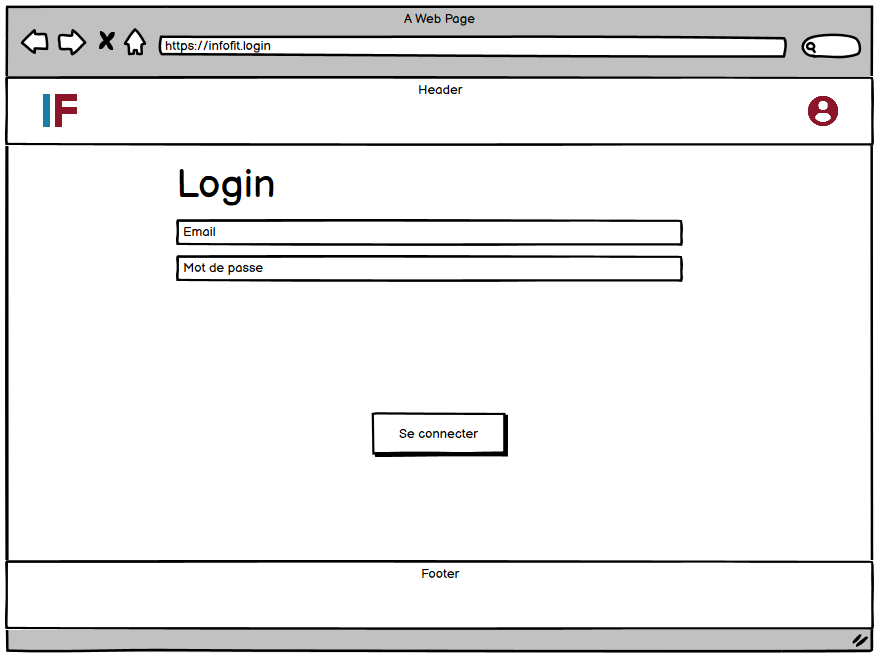 A Web Page
https://infofit.login
Header
IF
Login
Email
Mot de passe
Se connecter
Footer